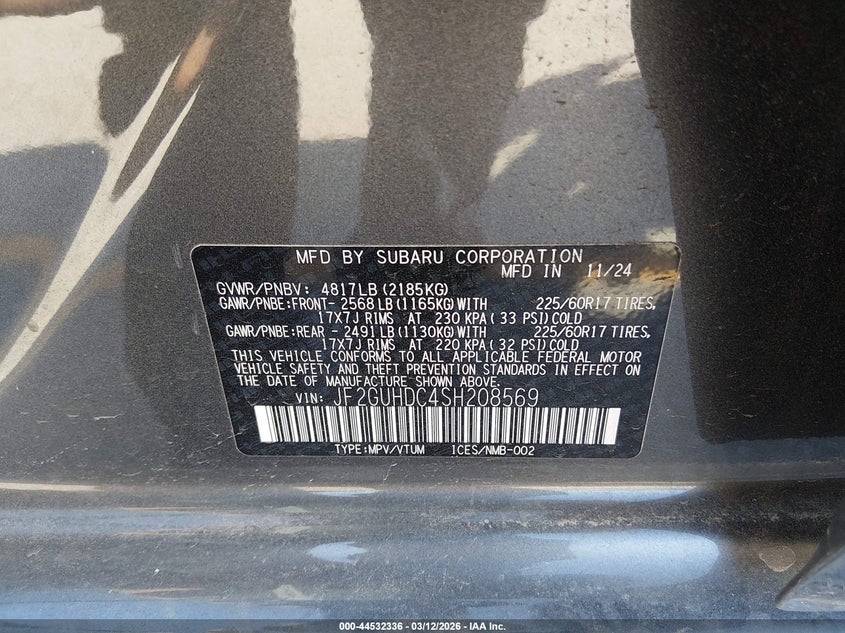 MFD BY SUBARU CORPORATION
MFD IN 11/24
GVWR/PNBV: 4817LB (2185KG)
GAWR/PNBE:FRONT- 2568 LB (1165KG) WITH 225/60R17 TIRES,
17X7J RIMS AT 230 KPA ( 33 PSI) COLD
GAWR/PNBE:REAR - 2491 LB (1130KG) WITH 225/60R17 TIRES,
17X7J RIMS AT 220 KPA ( 32 PSI) COLD
THIS VEHICLE CONFORMS TO ALL APPLICABLE FEDERAL MOTOR
VEHICLE SAFETY AND THEFT PREVENTION STANDARDS IN EFFECT ON THE
DATE OF MANUFACTURE SHOWN ABOVE.
VIN: JF2GUHDC4SH208569
TYPE:MPV/VTUM ICES/NMB-002
000-44532336 - 03/12/2026 - IAA Inc.